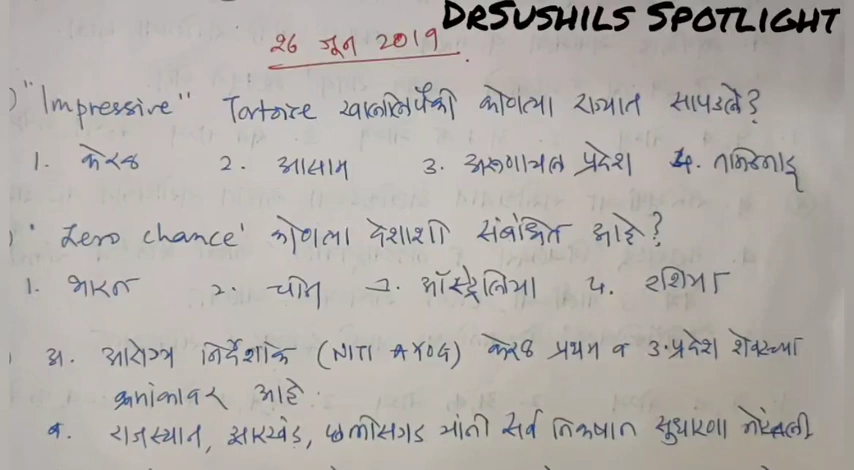 DRSUSHILS SPOTLIGHT
26 जून 2019
) "Impressive" Tortoise खालीलपैकी कोणत्या राज्यात सापडले?
1. केरळ 2. आसाम 3. अरुणाचल प्रदेश 4. तामिळनाडू
) 'Zero chance' कोणत्या देशाशी संबंधित आहे?
1. भारत 2. चीन 3. ऑस्ट्रेलिया 4. रशिया
अ. आरोग्य निर्देशांक (NITI AYOG) केरळ प्रथम व उ.प्रदेश शेवटच्या
क्रमांकावर आहे.
ब. राजस्थान, झारखंड, छत्तीसगड यांनी सर्व निकषात सुधारणा